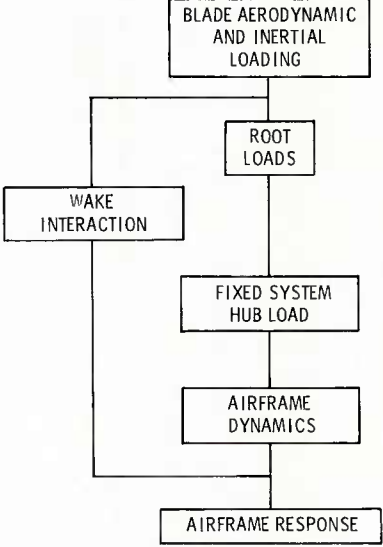 BLADE AERODYNAMIC
AND INERTIAL
LOADING
ROOT
LOADS
WAKE
INTERACTION
FIXED SYSTEM
HUB LOAD
AIRFRAME
DYNAMICS
AIRFRAME RESPONSE